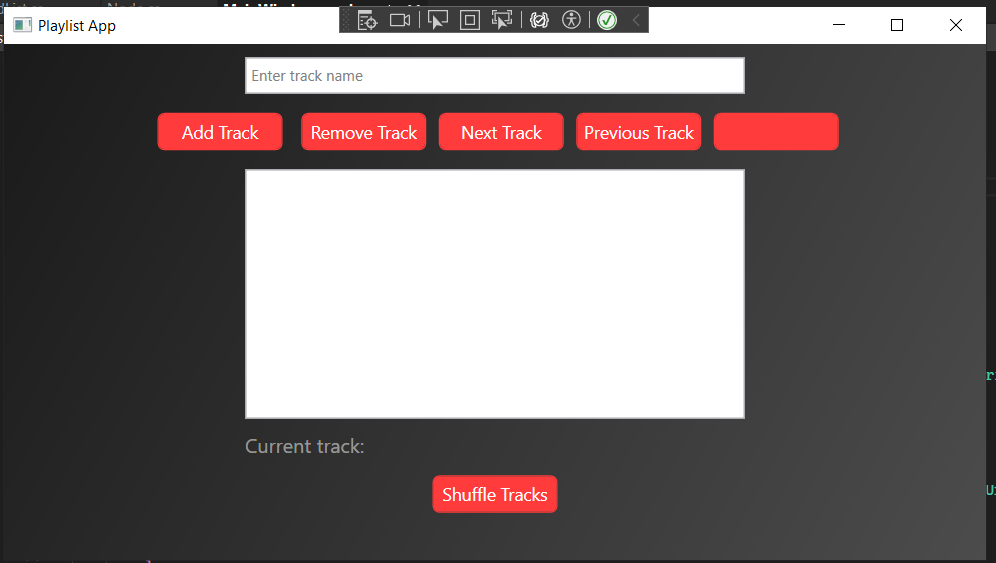 Playlist App
Enter track name
Add Track Remove Track Next Track Previous Track
Current track:
Shuffle Tracks